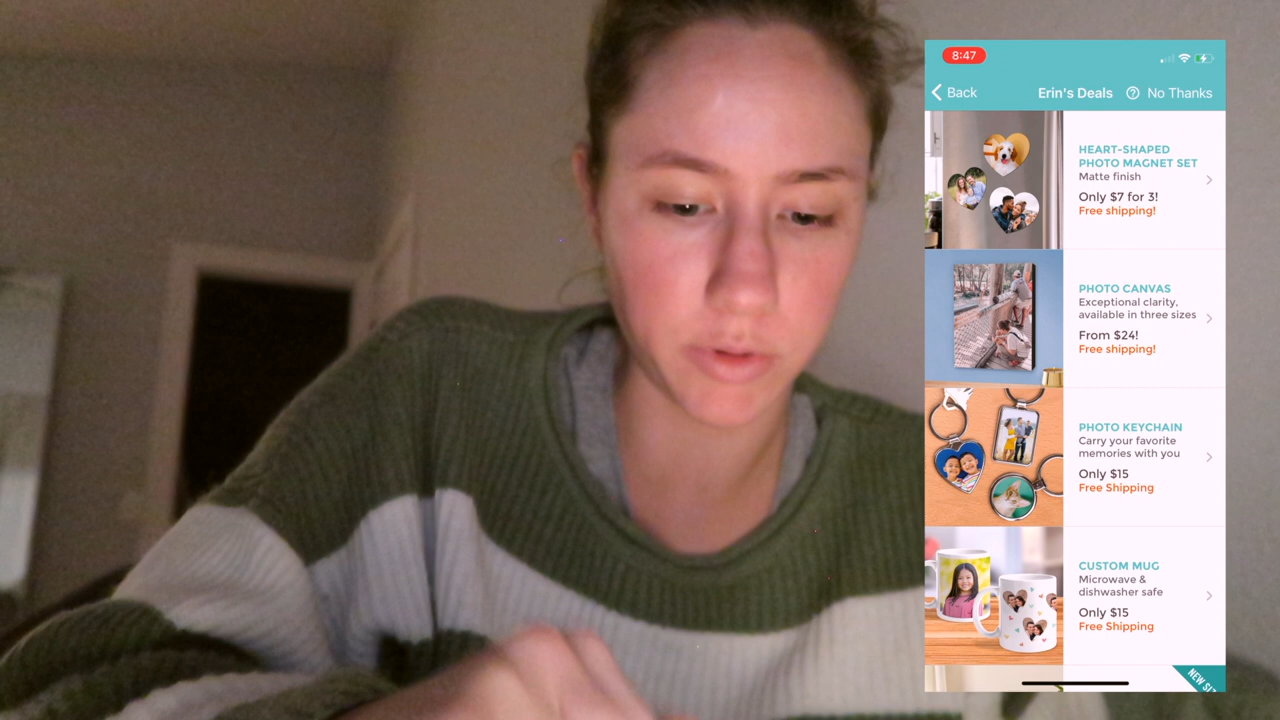 8:47
Back
Erin's Deals
No Thanks
HEART-SHAPED
PHOTO MAGNET SET
Matte finish
Only $7 for 3!
Free shipping!
PHOTO CANVAS
Exceptional clarity,
available in three sizes
From $24!
Free shipping!
PHOTO KEYCHAIN
Carry your favorite
memories with you
Only $15
Free Shipping
CUSTOM MUG
Microwave &
dishwasher safe
Only $15
Free Shipping
NEW